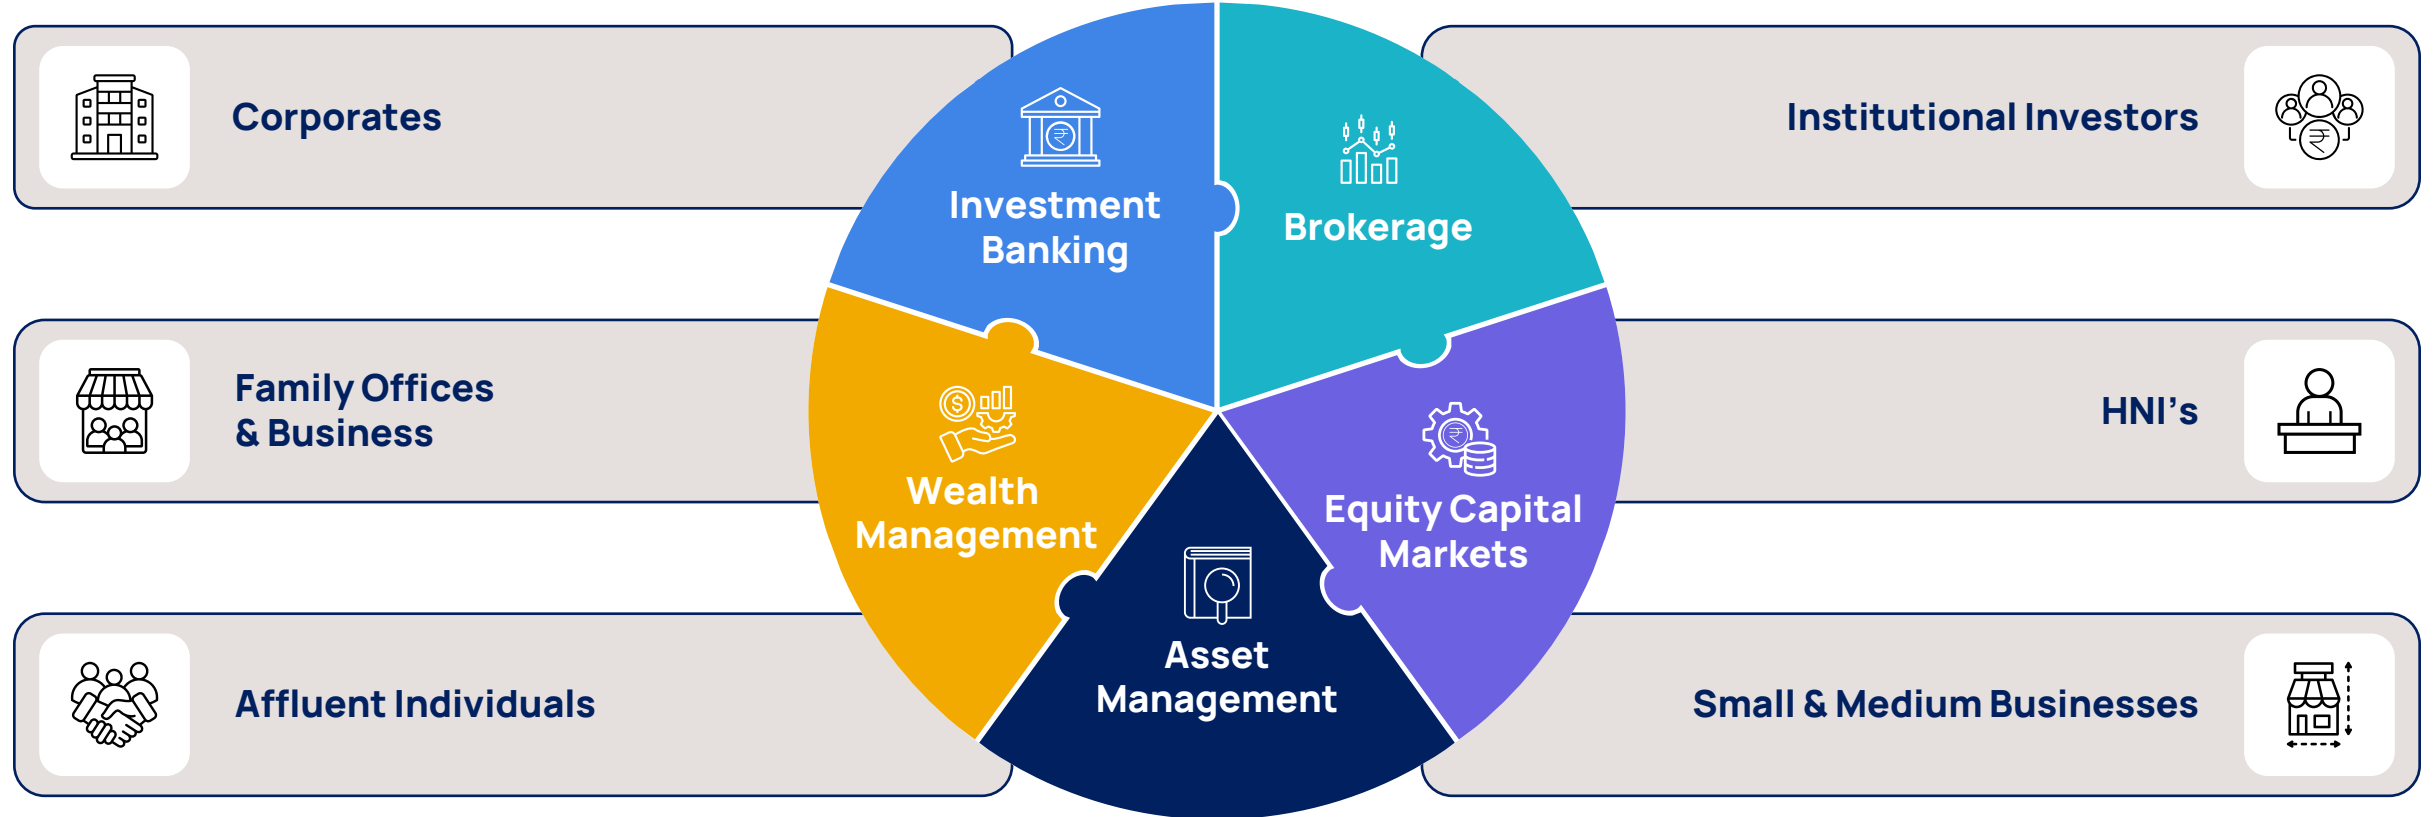 Corporates
Family Offices
& Business
Affluent Individuals
Investment
Banking
Brokerage
Wealth
Management
Equity Capital
Markets
Asset
Management
Institutional Investors
HNI's
Small & Medium Businesses